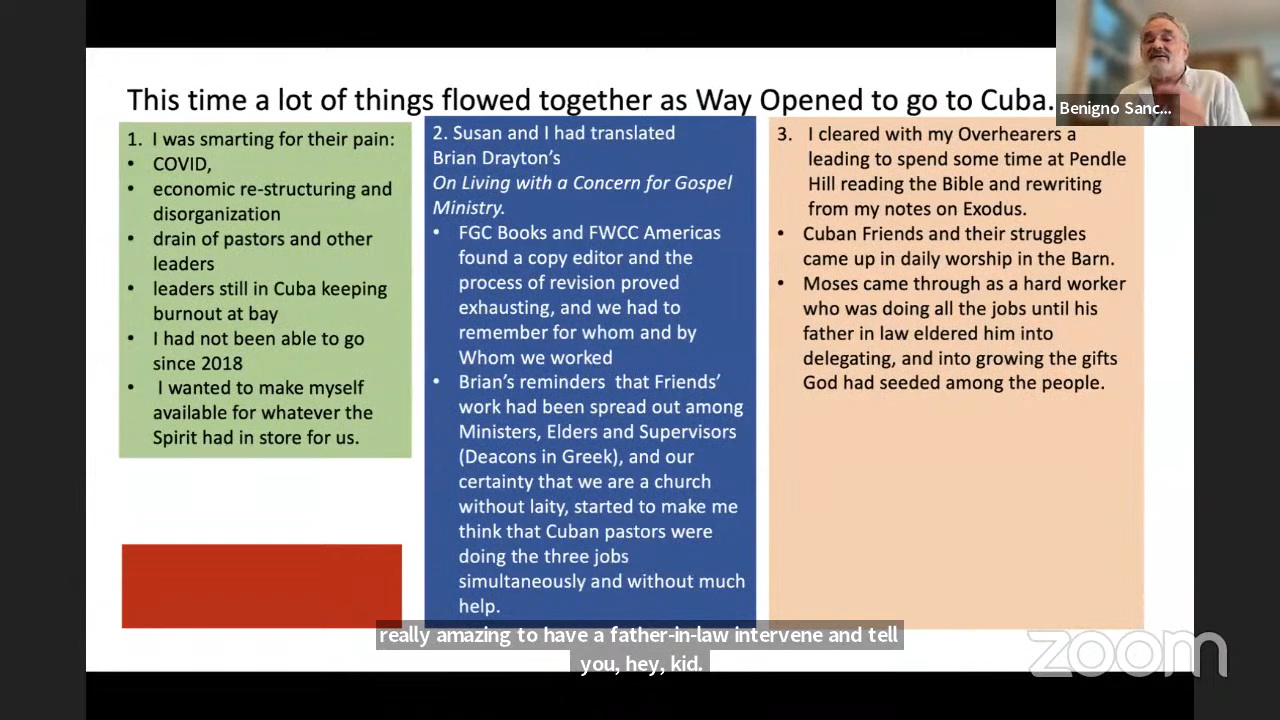 This time a lot of things flowed together as Way Opened to go to Cuba.
Benigno Sanc...
1. I was smarting for their pain:
• COVID,
• economic re-structuring and
disorganization
• drain of pastors and other
leaders
• leaders still in Cuba keeping
burnout at bay
• I had not been able to go
since 2018
• I wanted to make myself
available for whatever the
Spirit had in store for us.
2. Susan and I had translated
Brian Drayton's
On Living with a Concern for Gospel
Ministry.
• FGC Books and FWCC Americas
found a copy editor and the
process of revision proved
exhausting, and we had to
remember for whom and by
Whom we worked
• Brian's reminders that Friends'
work had been spread out among
Ministers, Elders and Supervisors
(Deacons in Greek), and our
certainty that we are a church
without laity, started to make me
think that Cuban pastors were
doing the three jobs
simultaneously and without much
help.
3. I cleared with my Overhearers a
leading to spend some time at Pendle
Hill reading the Bible and rewriting
from my notes on Exodus.
• Cuban Friends and their struggles
came up in daily worship in the Barn.
• Moses came through as a hard worker
who was doing all the jobs until his
father in law eldered him into
delegating, and into growing the gifts
God had seeded among the people.
really amazing to have a father-in-law intervene and tell
you, hey, kid.
zoom